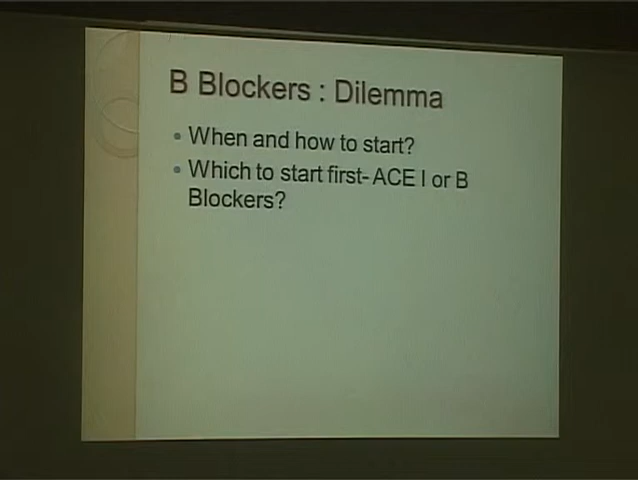 B Blockers : Dilemma
• When and how to start?
• Which to start first- ACE I or B
Blockers?